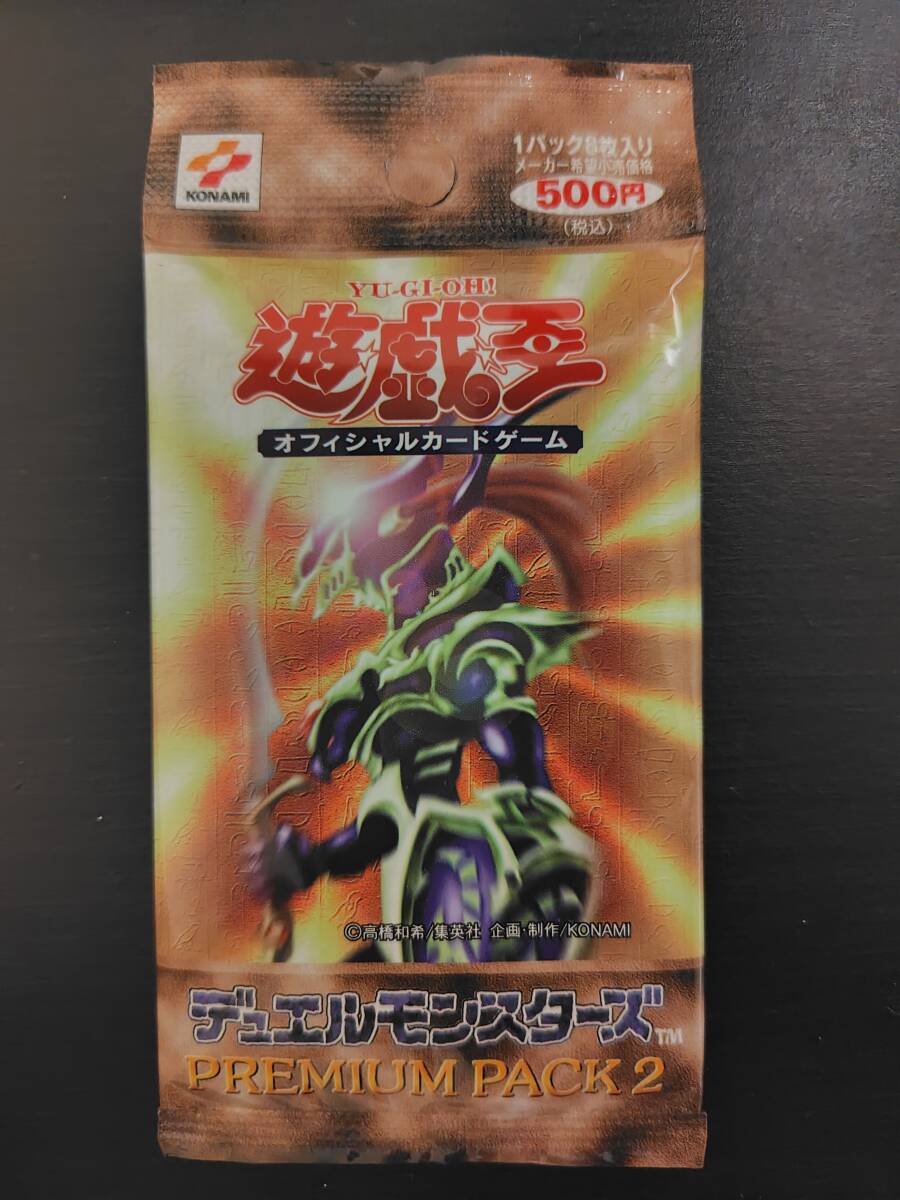 KONAMI
1パック8枚入り
メーカー希望小売価格
500円
(税込)
YU-GI-OH!
遊戯王
オフィシャルカードゲーム
©高橋和希/集英社 企画・制作/KONAMI
デュエルモンスターズ™
PREMIUM PACK 2